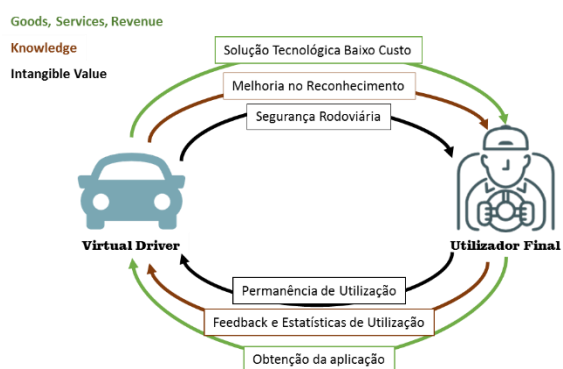 Goods, Services, Revenue
Knowledge
Intangible Value
Solução Tecnológica Baixo Custo
Melhoria no Reconhecimento
Segurança Rodoviária
Virtual Driver
Utilizador Final
Permanência de Utilização
Feedback e Estatísticas de Utilização
Obtenção da aplicação